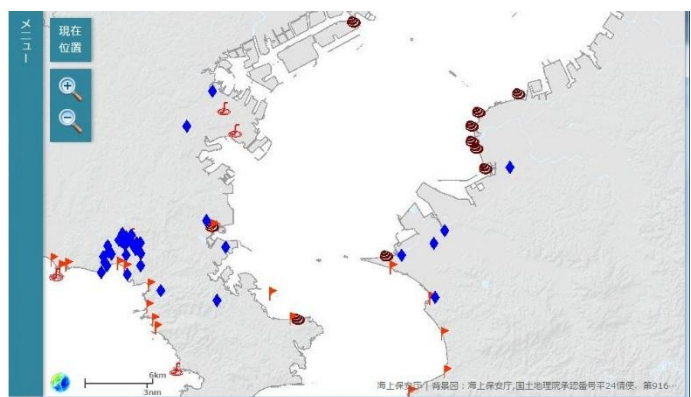 メニュー
現在
位置
6km
3nm
海上保安庁 | 背景図：海上保安庁,国土地理院承認番号平24情使、第916…